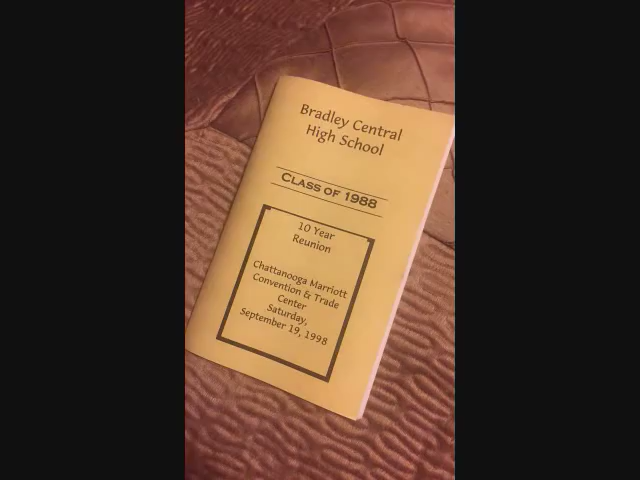 Bradley Central
High School
CLASS OF 1988
10 Year
Reunion
Chattanooga Marriott
Convention & Trade
Center
Saturday,
September 19, 1998